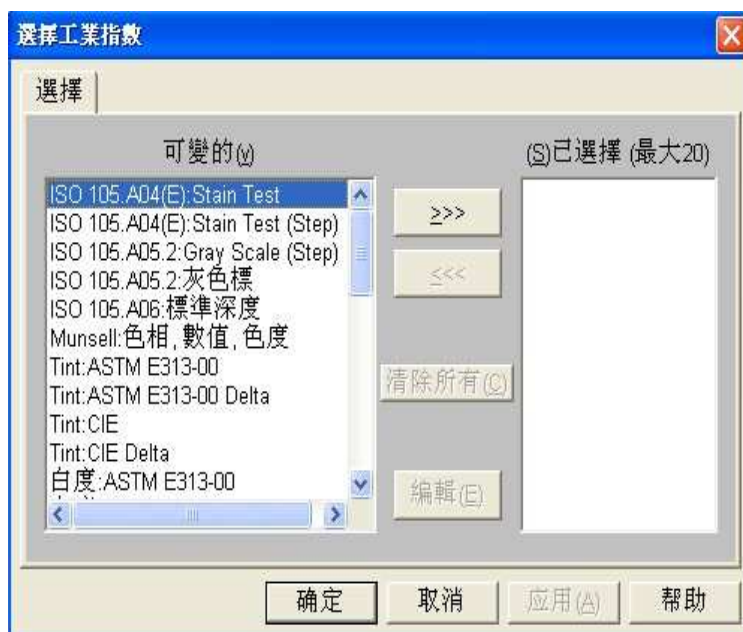 選擇工業指數
選擇
可變的(v)
(S)已選擇 (最大20)
ISO 105.A04(E):Stain Test
ISO 105.A04(E):Stain Test (Step)
ISO 105.A05.2:Gray Scale (Step)
ISO 105.A05.2:灰色標
ISO 105.A06:標準深度
Munsell:色相,數值,色度
Tint:ASTM E313-00
Tint:ASTM E313-00 Delta
Tint:CIE
Tint:CIE Delta
白度:ASTM E313-00
>>>
<<<
清除所有(C)
編輯(E)
确定
取消
应用(A)
帮助